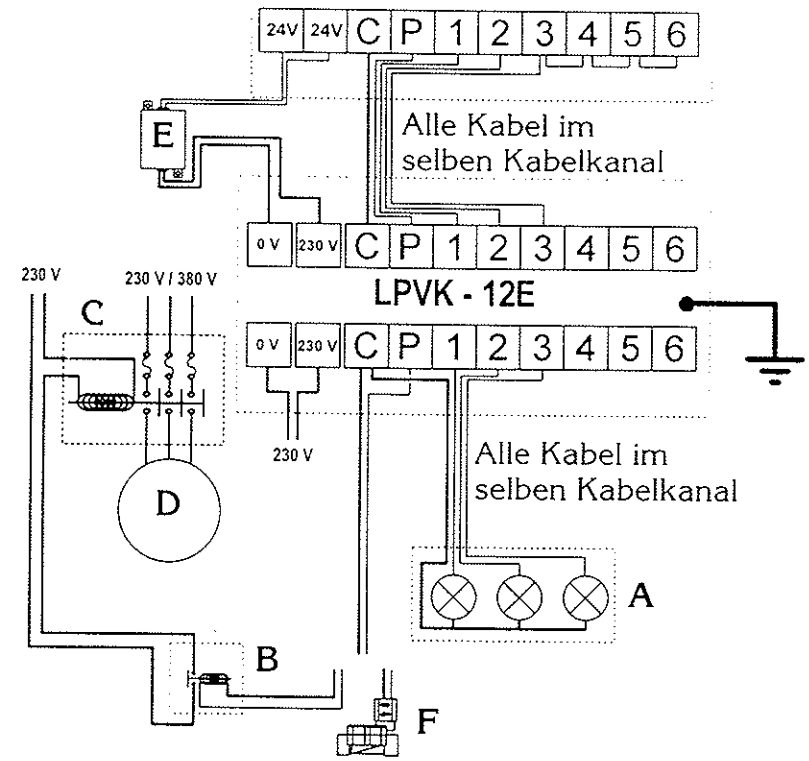 24V 24V C P 1 2 3 4 5 6
E
Alle Kabel im
selben Kabelkanal
0 V 230 V C P 1 2 3 4 5 6
LPVK - 12E
230 V
230 V / 380 V
C
0 V 230 V C P 1 2 3 4 5 6
230 V
Alle Kabel im
selben Kabelkanal
D
A
B
F